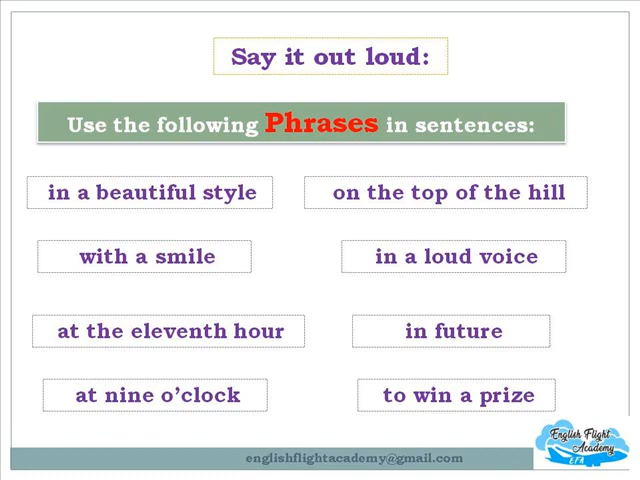 Say it out loud:
Use the following Phrases in sentences:
in a beautiful style
on the top of the hill
with a smile
in a loud voice
at the eleventh hour
in future
at nine o’clock
to win a prize
englishflightacademy@gmail.com
English Flight
Academy
EFA